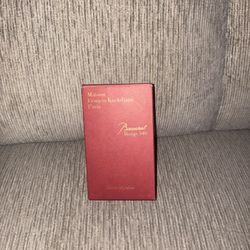 Maison
Francis Kurkdjian
Paris
Baccarat
Rouge 540